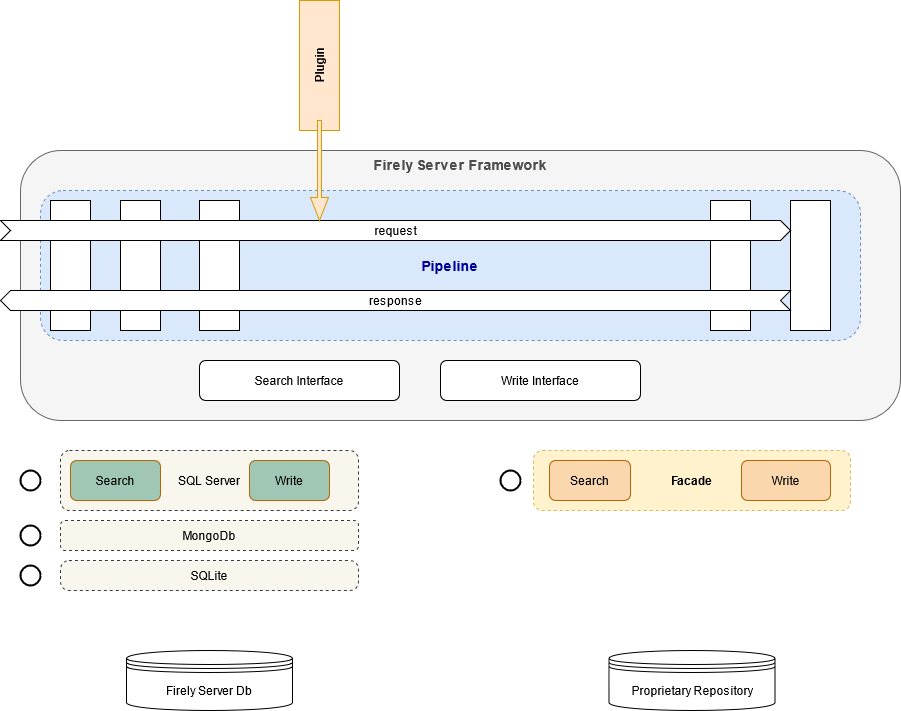 Plugin
Firely Server Framework
request
Pipeline
response
Search Interface
Write Interface
Search
SQL Server
Write
Search
Facade
Write
MongoDb
SQLite
Firely Server Db
Proprietary Repository